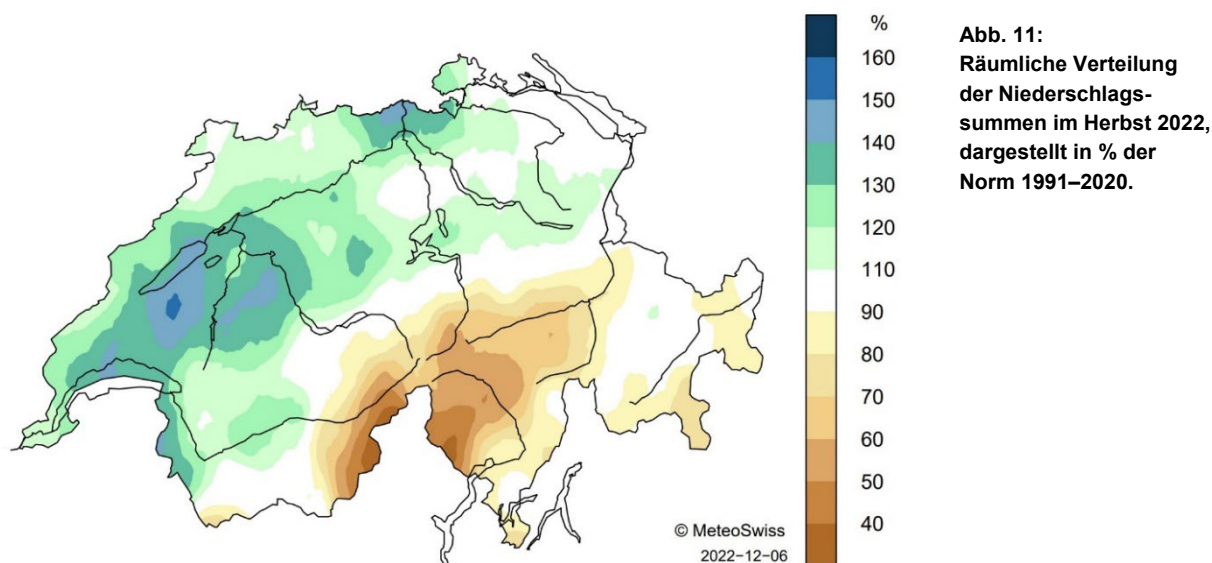 %
160
150
140
130
120
110
90
80
70
60
50
40
© MeteoSwiss
2022-12-06
Abb. 11:
Räumliche Verteilung
der Niederschlags-
summen im Herbst 2022,
dargestellt in % der
Norm 1991–2020.